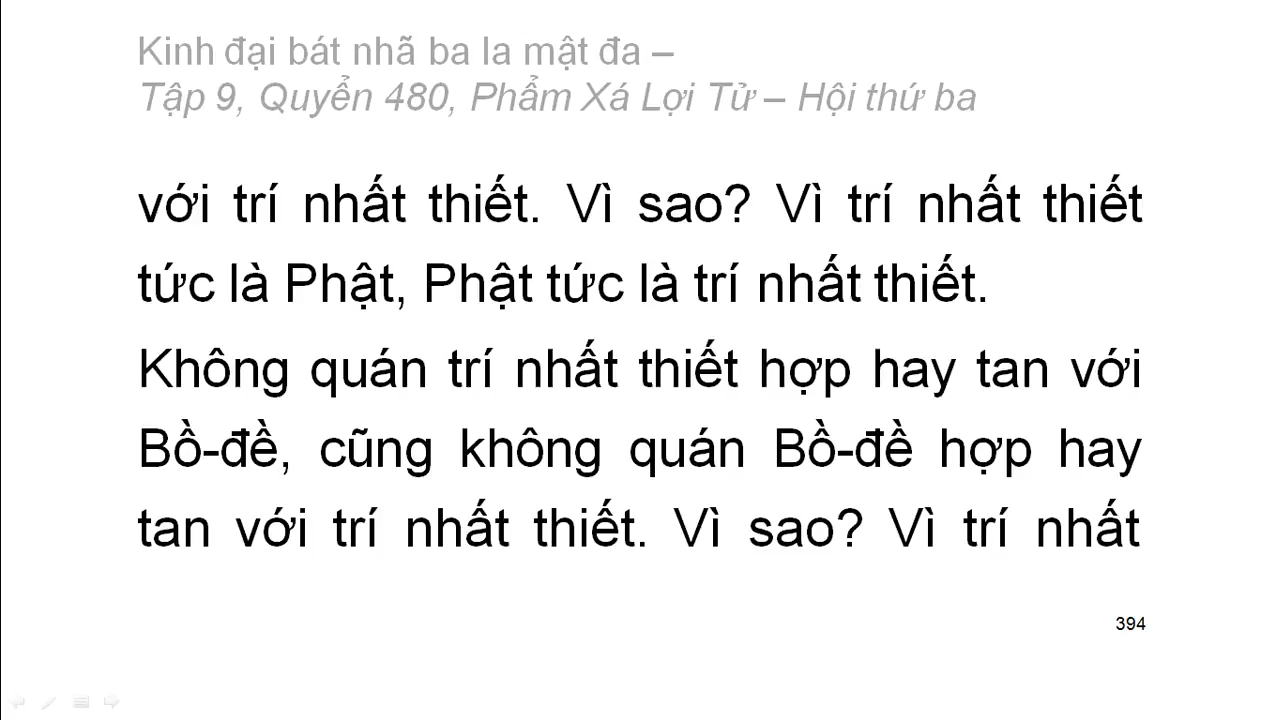 Kinh đại bát nhã ba la mật đa –
Tập 9, Quyển 480, Phẩm Xá Lợi Tử – Hội thứ ba
với trí nhất thiết. Vì sao? Vì trí nhất thiết
tức là Phật, Phật tức là trí nhất thiết.
Không quán trí nhất thiết hợp hay tan với
Bồ-đề, cũng không quán Bồ-đề hợp hay
tan với trí nhất thiết. Vì sao? Vì trí nhất
394